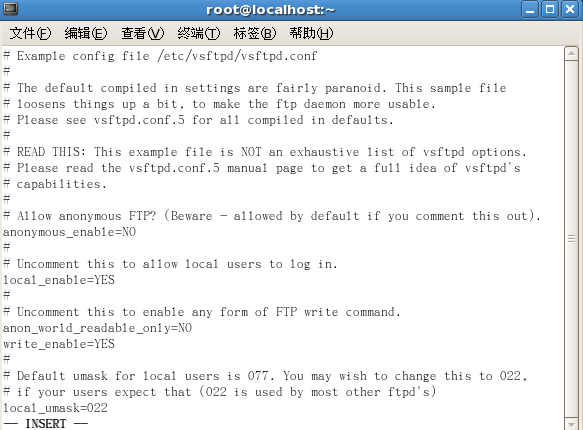 root@localhost:~
文件(F) 编辑(E) 查看(V) 终端(T) 标签(B) 帮助(H)
# Example config file /etc/vsftpd/vsftpd.conf
#
# The default compiled in settings are fairly paranoid. This sample file
# loosens things up a bit, to make the ftp daemon more usable.
# Please see vsftpd.conf.5 for all compiled in defaults.
#
# READ THIS: This example file is NOT an exhaustive list of vsftpd options.
# Please read the vsftpd.conf.5 manual page to get a full idea of vsftpd's
# capabilities.
#
# Allow anonymous FTP? (Beware - allowed by default if you comment this out).
anonymous_enable=NO
#
# Uncomment this to allow local users to log in.
local_enable=YES
#
# Uncomment this to enable any form of FTP write command.
anon_world_readable_only=NO
write_enable=YES
#
# Default umask for local users is 077. You may wish to change this to 022,
# if your users expect that (022 is used by most other ftpd's)
local_umask=022
-- INSERT --